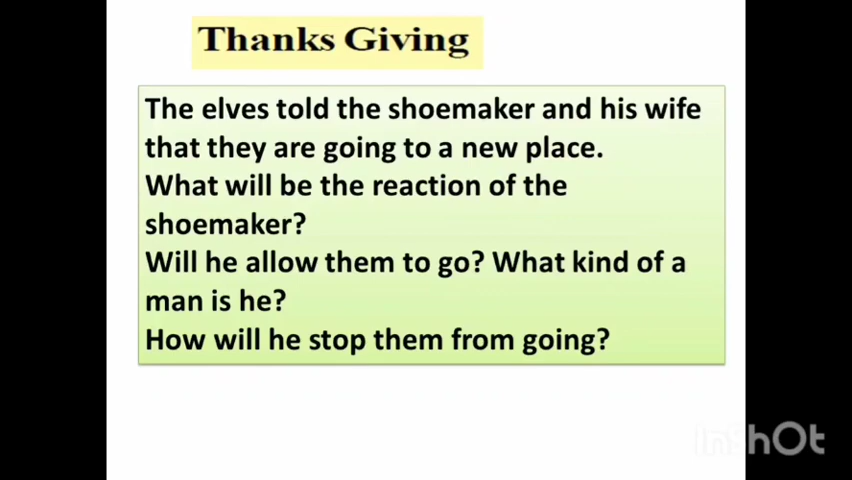 Thanks Giving
The elves told the shoemaker and his wife
that they are going to a new place.
What will be the reaction of the
shoemaker?
Will he allow them to go? What kind of a
man is he?
How will he stop them from going?
InShOt